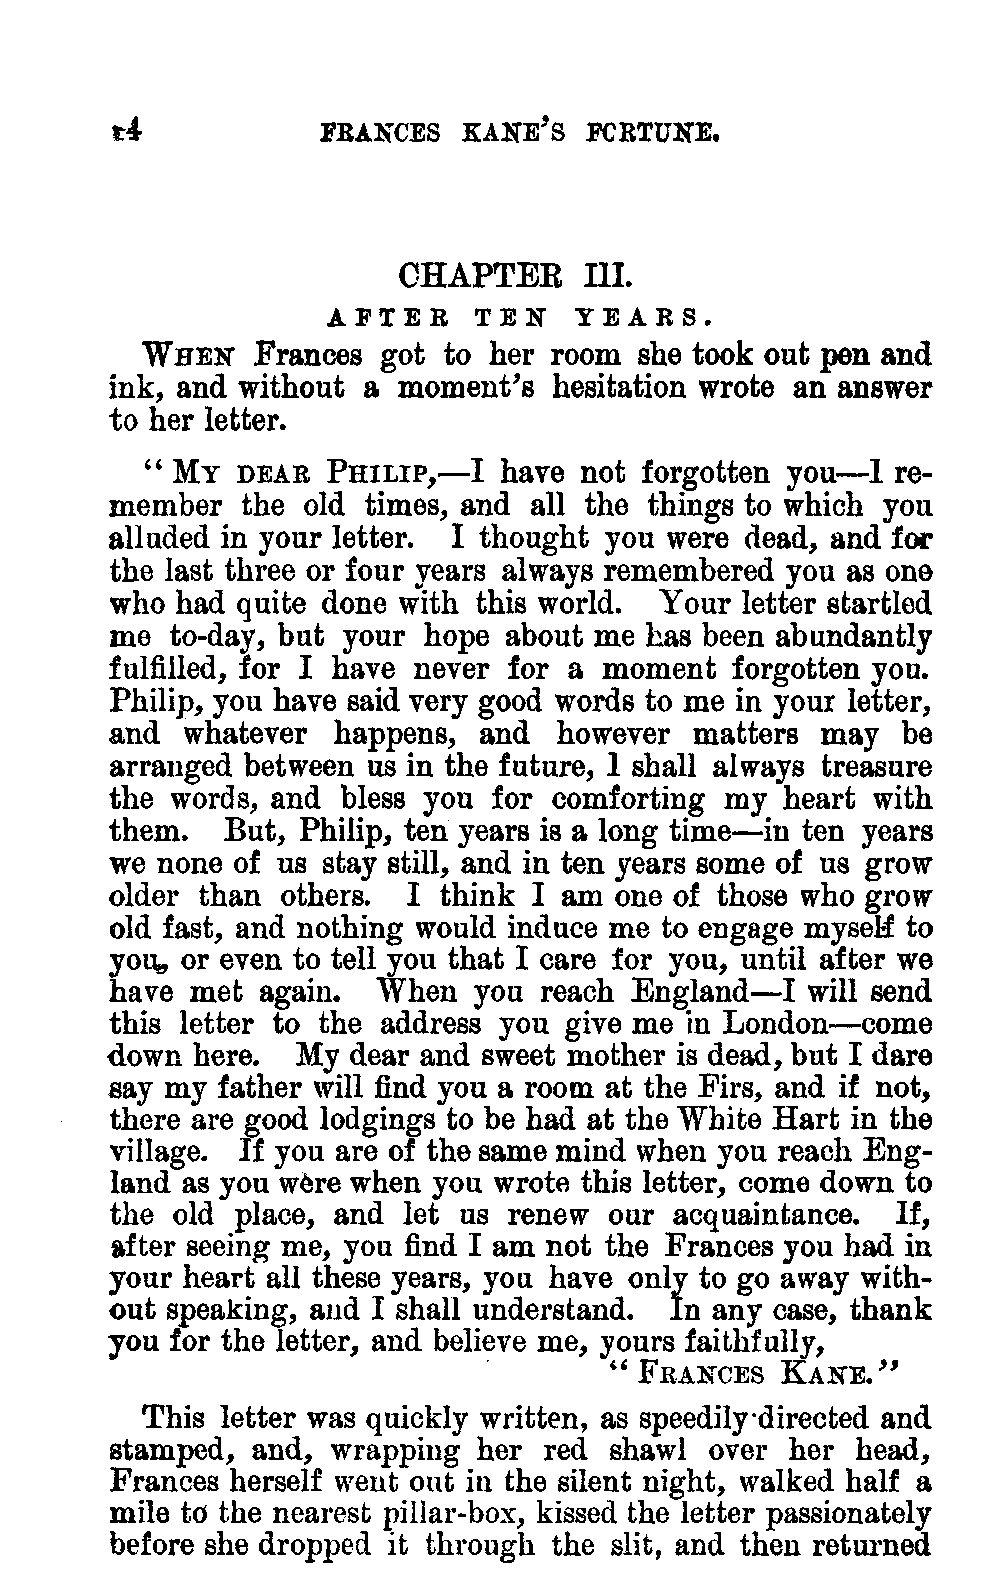 14 FRANCES KANE'S FORTUNE.
CHAPTER III.
AFTER TEN YEARS.
WHEN Frances got to her room she took out pen and
ink, and without a moment's hesitation wrote an answer
to her letter.
"MY DEAR PHILIP,—I have not forgotten you—I re-
member the old times, and all the things to which you
alluded in your letter. I thought you were dead, and for
the last three or four years always remembered you as one
who had quite done with this world. Your letter startled
me to-day, but your hope about me has been abundantly
fulfilled, for I have never for a moment forgotten you.
Philip, you have said very good words to me in your letter,
and whatever happens, and however matters may be
arranged between us in the future, I shall always treasure
the words, and bless you for comforting my heart with
them. But, Philip, ten years is a long time—in ten years
we none of us stay still, and in ten years some of us grow
older than others. I think I am one of those who grow
old fast, and nothing would induce me to engage myself to
you, or even to tell you that I care for you, until after we
have met again. When you reach England—I will send
this letter to the address you give me in London—come
down here. My dear and sweet mother is dead, but I dare
say my father will find you a room at the Firs, and if not,
there are good lodgings to be had at the White Hart in the
village. If you are of the same mind when you reach Eng-
land as you were when you wrote this letter, come down to
the old place, and let us renew our acquaintance. If,
after seeing me, you find I am not the Frances you had in
your heart all these years, you have only to go away with-
out speaking, and I shall understand. In any case, thank
you for the letter, and believe me, yours faithfully,
"FRANCES KANE."
This letter was quickly written, as speedily directed and
stamped, and, wrapping her red shawl over her head,
Frances herself went out in the silent night, walked half a
mile to the nearest pillar-box, kissed the letter passionately
before she dropped it through the slit, and then returned